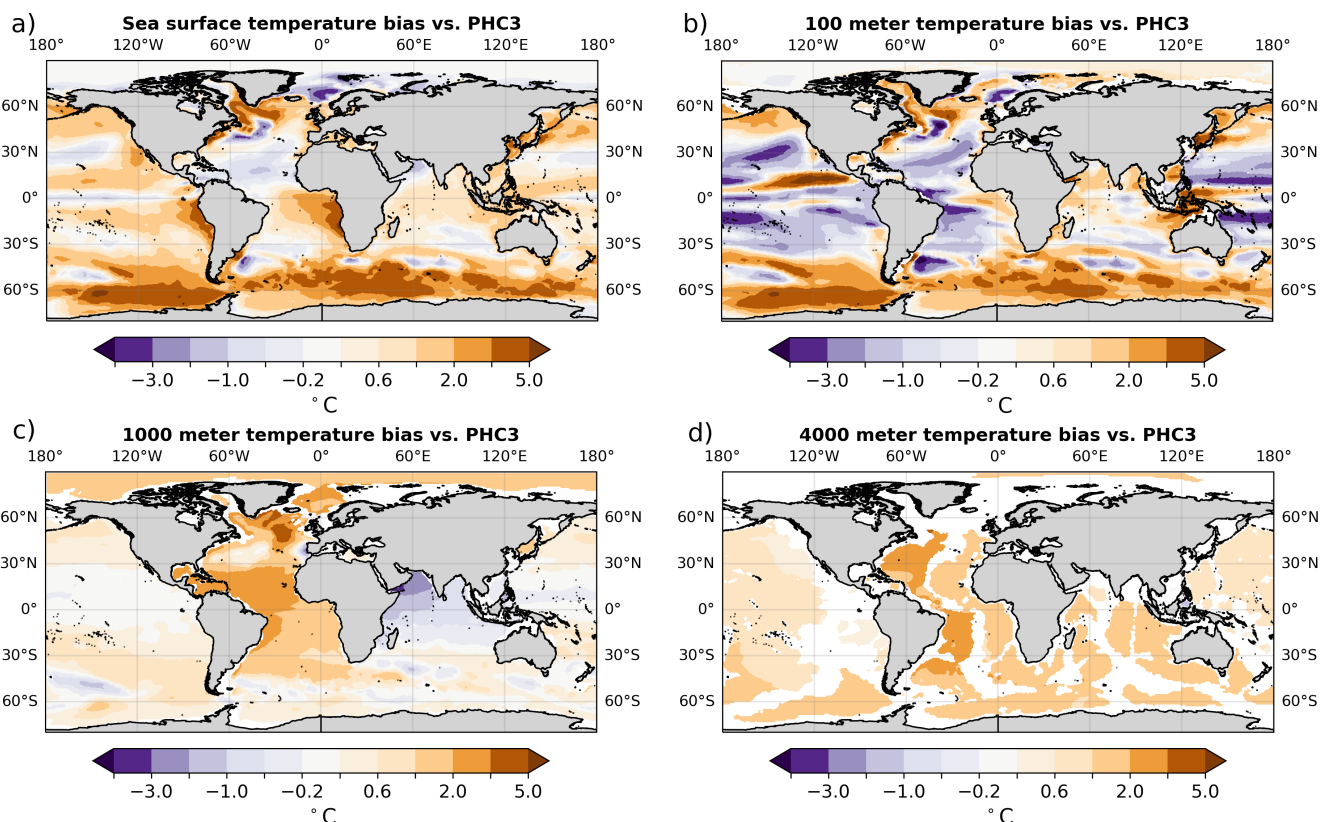 a)
Sea surface temperature bias vs. PHC3
180° 120°W 60°W 0° 60°E 120°E 180°
60°N 60°N
30°N 30°N
0° 0°
30°S 30°S
60°S 60°S
−3.0 −1.0 −0.2 0.6 2.0 5.0
°C
b)
100 meter temperature bias vs. PHC3
180° 120°W 60°W 0° 60°E 120°E 180°
60°N 60°N
30°N 30°N
0° 0°
30°S 30°S
60°S 60°S
−3.0 −1.0 −0.2 0.6 2.0 5.0
°C
c)
1000 meter temperature bias vs. PHC3
180° 120°W 60°W 0° 60°E 120°E 180°
60°N 60°N
30°N 30°N
0° 0°
30°S 30°S
60°S 60°S
−3.0 −1.0 −0.2 0.6 2.0 5.0
°C
d)
4000 meter temperature bias vs. PHC3
180° 120°W 60°W 0° 60°E 120°E 180°
60°N 60°N
30°N 30°N
0° 0°
30°S 30°S
60°S 60°S
−3.0 −1.0 −0.2 0.6 2.0 5.0
°C